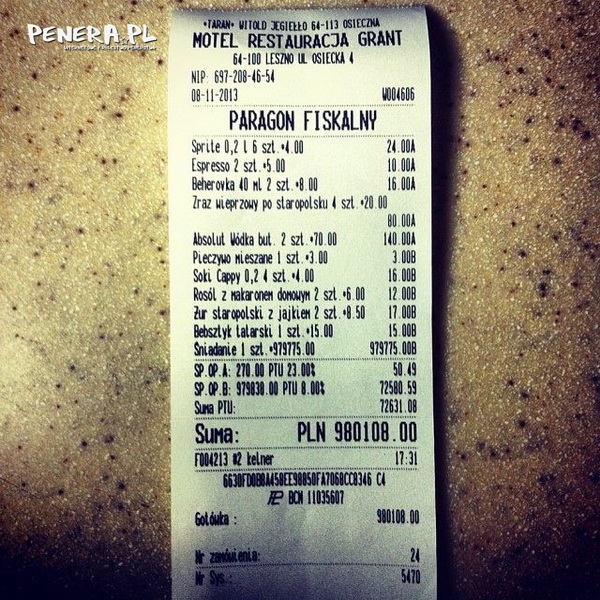 PENERA.PL
*TARAN* WITOLD JEGIEŁŁO 64-113 OSIECZNA
MOTEL RESTAURACJA GRANT
64-100 LESZNO UL OSIECKA 4
NIP: 697-208-46-54
08-11-2013 W004606
PARAGON FISKALNY
Sprite 0,2 l 6 szt.*4.00 24.00A
Espresso 2 szt.*5.00 10.00A
Beherovka 40 ml 2 szt.*8.00 16.00A
Zraz wieprzowy po staropolsku 4 szt.*20.00
80.00A
Absolut Wódka but. 2 szt.*70.00 140.00A
Pieczywo mieszane 1 szt.*3.00 3.00B
Soki Cappy 0,2 4 szt.*4.00 16.00B
Rosół z makaronem domowym 2 szt.*6.00 12.00B
Żur staropolski z jajkiem 2 szt.*8.50 17.00B
Bebsztyk tatarski 1 szt.*15.00 15.00B
Śniadanie 1 szt.*979775.00 979775.00B
SP.OP.A: 270.00 PTU 23.00% 50.49
SP.OP.B: 979838.00 PTU 8.00% 72580.59
Suma PTU: 72631.08
Suma: PLN 980108.00
F004213 #2 kelner 17:31
6630FD0B8A458EE98850FA7068CC8346 C4
BCN 11035607
Gotówka : 980108.00
Nr zamówienia: 24
Nr Sys.: 5470